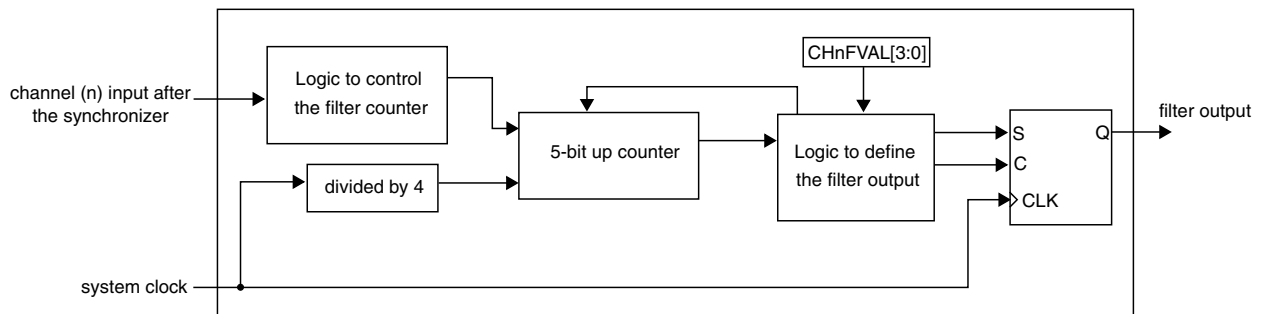 channel (n) input after
the synchronizer
Logic to control
the filter counter
divided by 4
5-bit up counter
CHnFVAL[3:0]
Logic to define
the filter output
S
Q
C
CLK
filter output
system clock